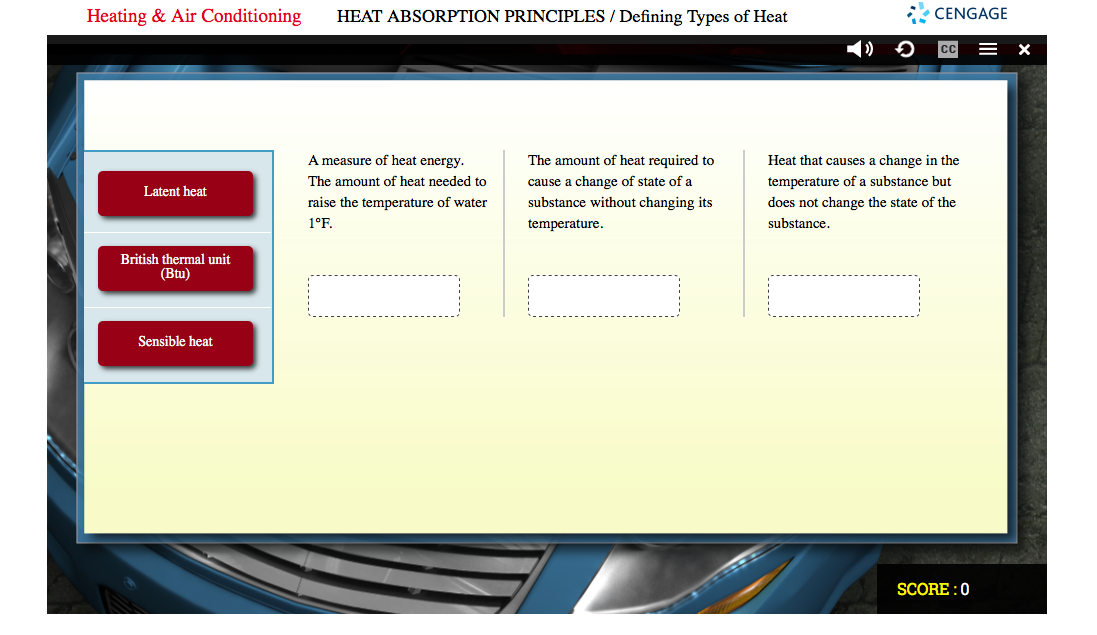 Heating & Air Conditioning HEAT ABSORPTION PRINCIPLES / Defining Types of Heat CENGAGE
CC
Latent heat
British thermal unit
(Btu)
Sensible heat
A measure of heat energy.
The amount of heat needed to
raise the temperature of water
1°F.
The amount of heat required to
cause a change of state of a
substance without changing its
temperature.
Heat that causes a change in the
temperature of a substance but
does not change the state of the
substance.
SCORE : 0